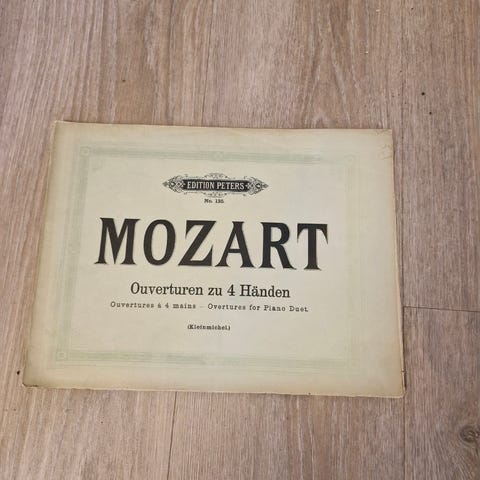 EDITION PETERS
No. 135.
MOZART
Ouverturen zu 4 Händen
Ouvertures à 4 mains – Overtures for Piano Duet
(Kleinmichel.)